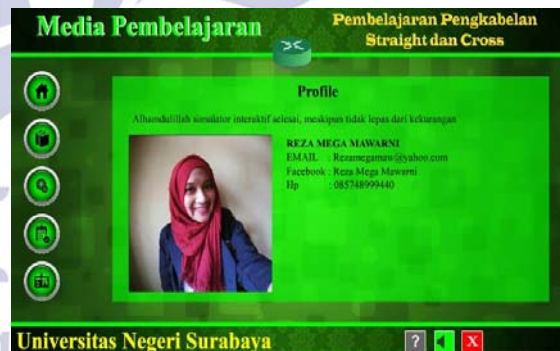 Media Pembelajaran
Pembelajaran Pengkabelan
Straight dan Cross
Profile
Alhamdulillah simulator interaktif selesai, meskipun tidak lepas dari kekurangan
REZA MEGA MAWARNI
EMAIL : Rezamegamaw@yahoo.com
Facebook : Reza Mega Mawarni
Hp : 085748999440
Universitas Negeri Surabaya
? X